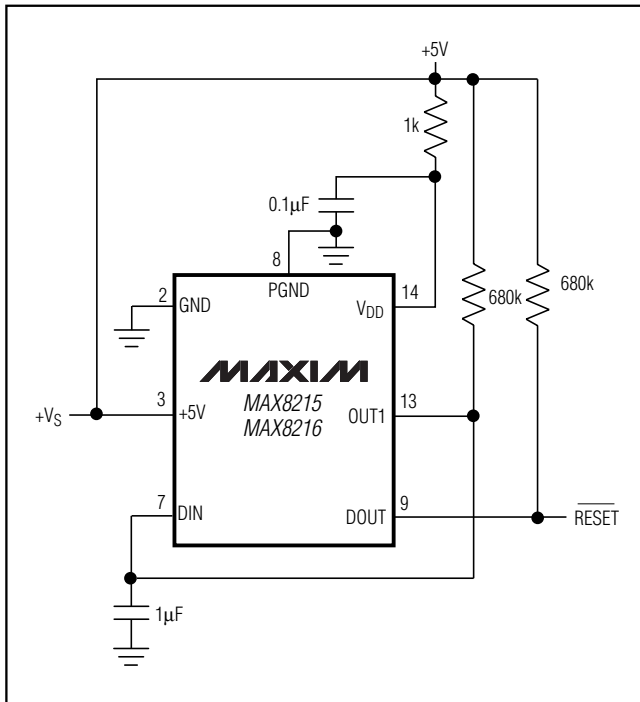 +5V
1k
0.1µF
8
PGND
2
GND
14
VDD
680k
680k
MAXIM
MAX8215
MAX8216
+VS
3
+5V
13
OUT1
7
DIN
9
DOUT
RESET
1µF